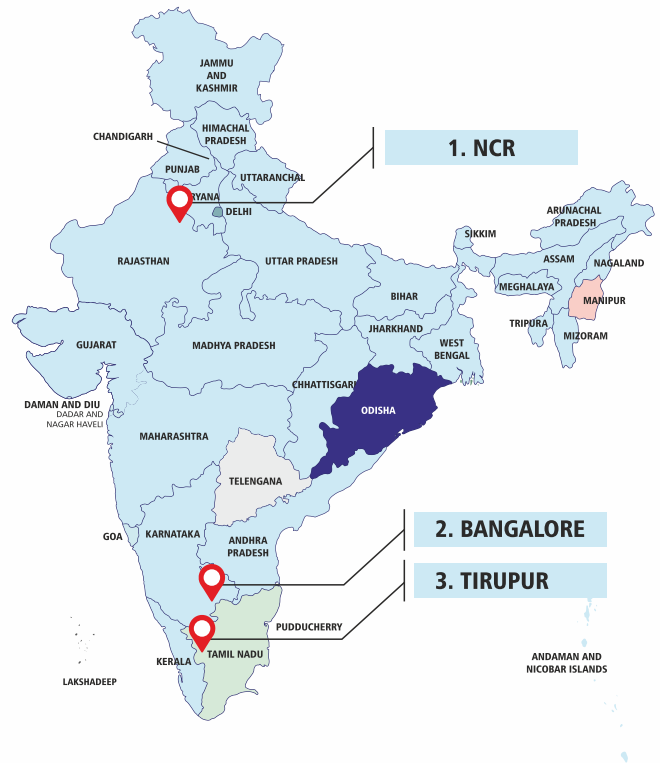 JAMMU
AND
KASHMIR
CHANDIGARH
HIMACHAL
PRADESH
1. NCR
PUNJAB
UTTARANCHAL
RYANA
DELHI
ARUNACHAL
PRADESH
SIKKIM
RAJASTHAN
UTTAR PRADESH
ASSAM
NAGALAND
MEGHALAYA
BIHAR
MANIPUR
JHARKHAND
TRIPURA
MIZORAM
GUJARAT
MADHYA PRADESH
WEST
BENGAL
CHHATTISGARH
DAMAN AND DIU
DADAR AND
NAGAR HAVELI
ODISHA
MAHARASHTRA
TELENGANA
GOA
KARNATAKA
ANDHRA
PRADESH
2. BANGALORE
3. TIRUPUR
PUDDUCHERRY
KERALA
TAMIL NADU
LAKSHADEEP
ANDAMAN AND
NICOBAR ISLANDS